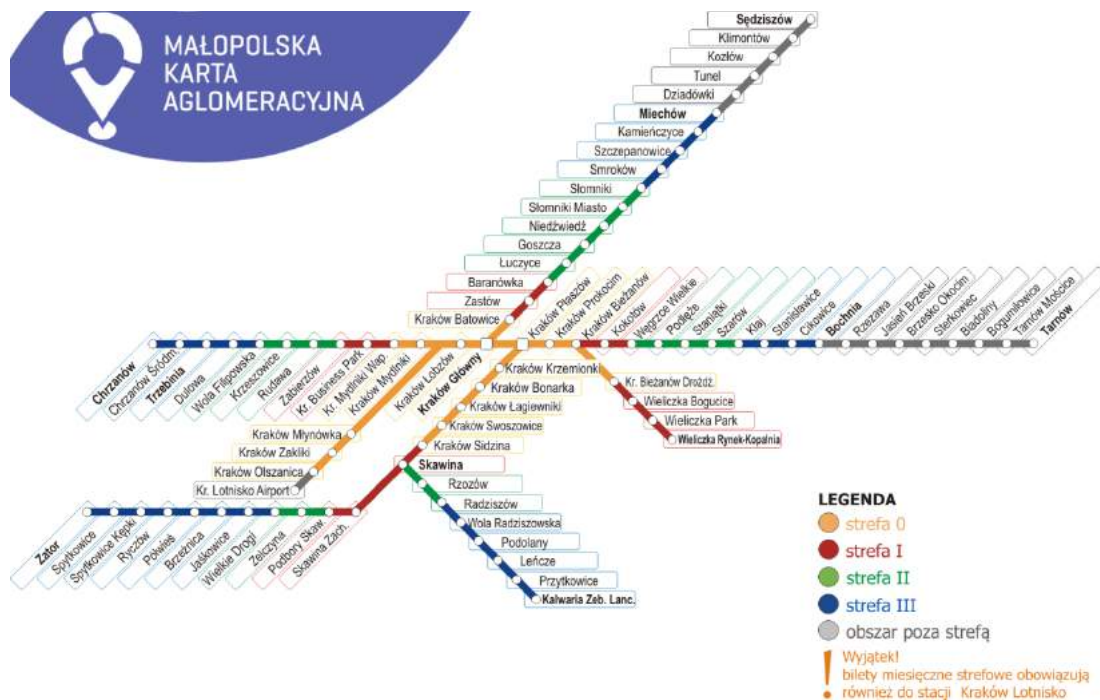 MAŁOPOLSKA
KARTA
AGLOMERACYJNA
Sędziszów
Klimontów
Kozłów
Tunel
Dziadówki
Miechów
Kamieńczyce
Szczepanowice
Smroków
Słomniki
Słomniki Miasto
Niedźwiedź
Goszcza
Łuczyce
Baranówka
Zastów
Kraków Batowice
Kraków Płaszów
Kraków Prokocim
Kraków Bieżanów
Kokotów
Węgrzce Wielkie
Podłęże
Staniątki
Szarów
Kłaj
Stanisławice
Cikowice
Bochnia
Rzezawa
Jasień Brzeski
Brzesko Okocim
Sterkowiec
Biadoliny
Bogumiłowice
Tarnów Mościce
Tarnów
Chrzanów
Chrzanów Śródm.
Trzebinia
Dulowa
Wola Filipowska
Krzeszowice
Rudawa
Zabierzów
Kr. Business Park
Kr. Mydlniki Wap.
Kraków Mydlniki
Kraków Łobzów
Kraków Główny
Kraków Krzemionki
Kraków Bonarka
Kraków Łagiewniki
Kraków Swoszowice
Kraków Sidzina
Skawina
Kr. Bieżanów Drożdż.
Wieliczka Bogucice
Wieliczka Park
Wieliczka Rynek-Kopalnia
Kraków Młynówka
Kraków Zakliki
Kraków Olszanica
Kr. Lotnisko Airport
Rzozów
Radziszów
Wola Radziszowska
Podolany
Leńcze
Przytkowice
Kalwaria Zeb. Lanc.
Zator
Spytkowice
Spytkowice Kępki
Ryczów
Półwieś
Brzeźnica
Jaśkowice
Wielkie Drogi
Zelczyna
Podbory Skaw.
Skawina Zach.
LEGENDA
strefa 0
strefa I
strefa II
strefa III
obszar poza strefą
! Wyjątek!
bilety miesięczne strefowe obowiązują
również do stacji Kraków Lotnisko